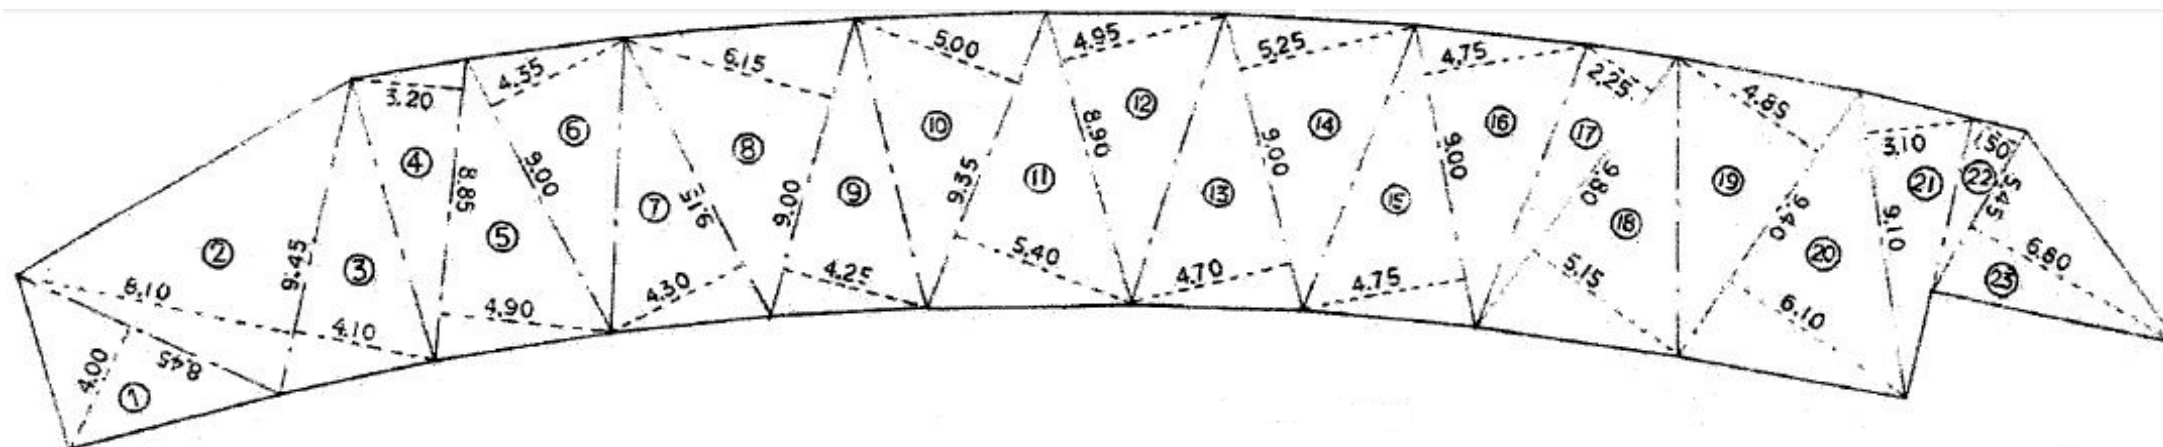 ① 4.00 8.45
② 8.10 9.45
③ 4.10
④ 3.20 8.85
⑤ 4.90 9.00
⑥ 4.35
⑦ 4.30 9.15
⑧ 6.15 9.00
⑨ 4.25
⑩ 5.00 9.35
⑪ 5.40 8.90
⑫ 4.95
⑬ 4.70 9.00
⑭ 5.25
⑮ 4.75 9.00
⑯ 4.75
⑰ 2.25 9.80
⑱ 5.15
⑲ 4.85 9.40
⑳ 6.10 9.10
㉑ 3.10
㉒ 1.50 5.45
㉓ 6.80